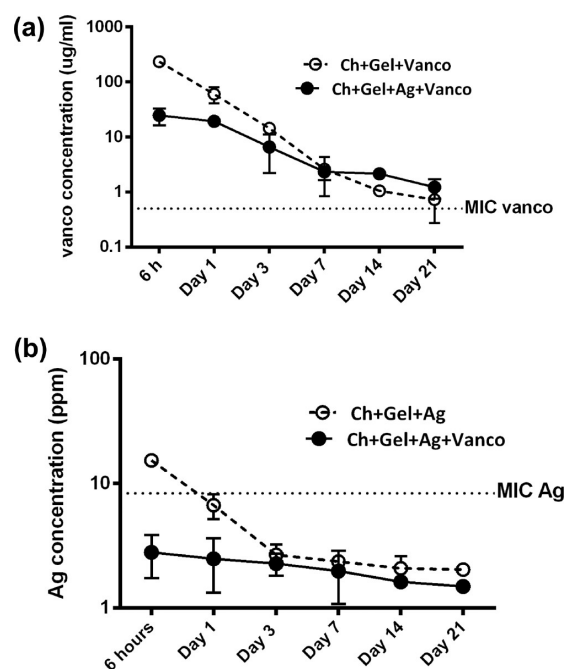 (a)
vanco concentration (ug/ml)
1000
100
10
1
0.1
Ch+Gel+Vanco
Ch+Gel+Ag+Vanco
MIC vanco
6 h
Day 1
Day 3
Day 7
Day 14
Day 21
(b)
Ag concentration (ppm)
100
10
1
Ch+Gel+Ag
Ch+Gel+Ag+Vanco
MIC Ag
6 hours
Day 1
Day 3
Day 7
Day 14
Day 21